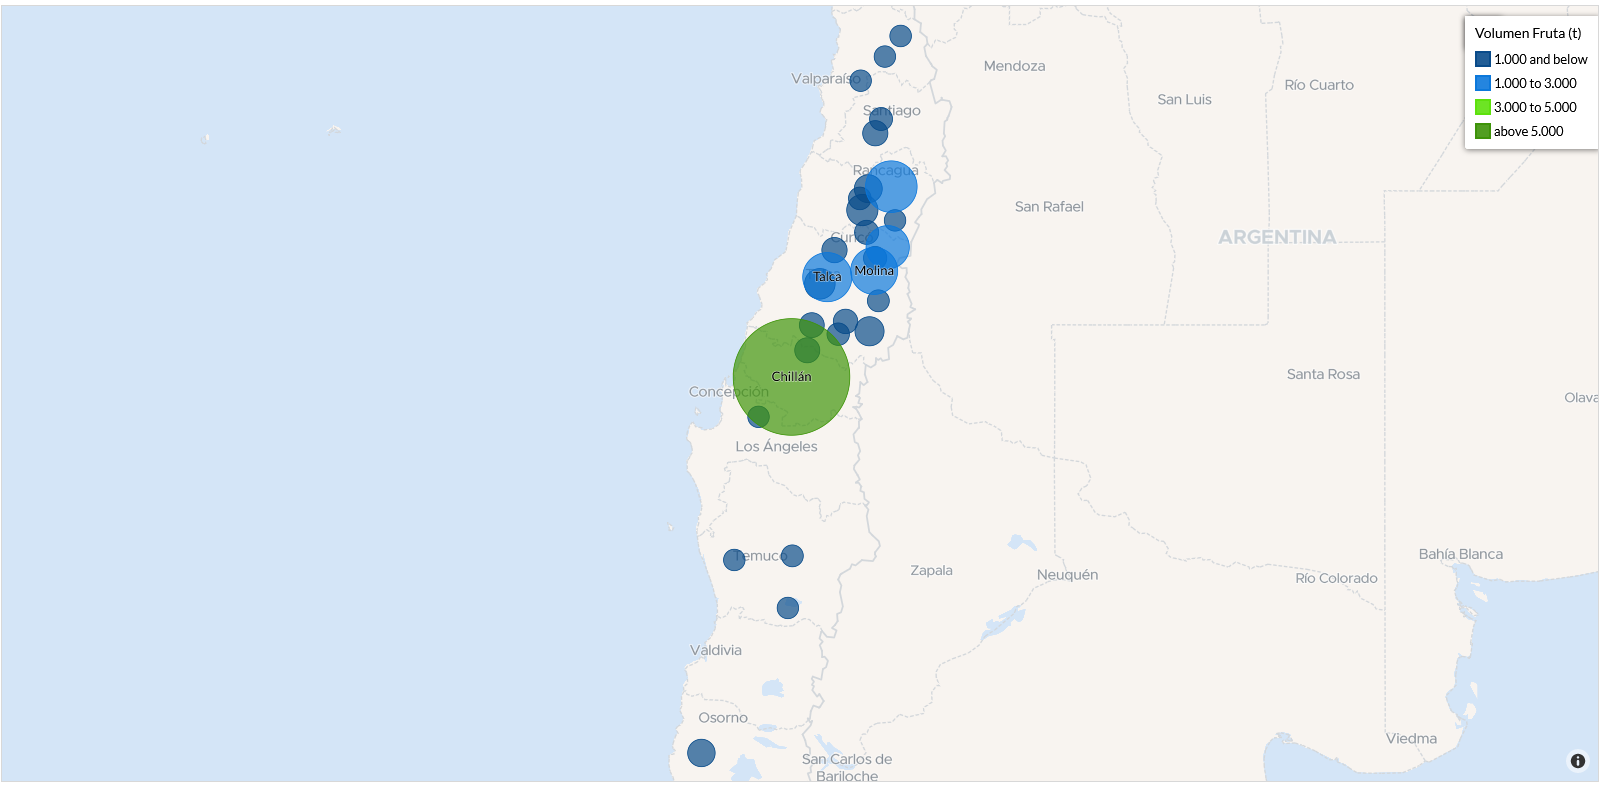 Volumen Fruta (t)
1.000 and below
1.000 to 3.000
3.000 to 5.000
above 5.000
Mendoza
Valparaíso
Río Cuarto
San Luis
Santiago
Rancagua
San Rafael
ARGENTINA
Curicó
Molina
Talca
Santa Rosa
Chillán
Concepción
Olava
Los Ángeles
Bahía Blanca
Temuco
Zapala
Neuquén
Río Colorado
Valdivia
Osorno
Viedma
San Carlos de
Bariloche